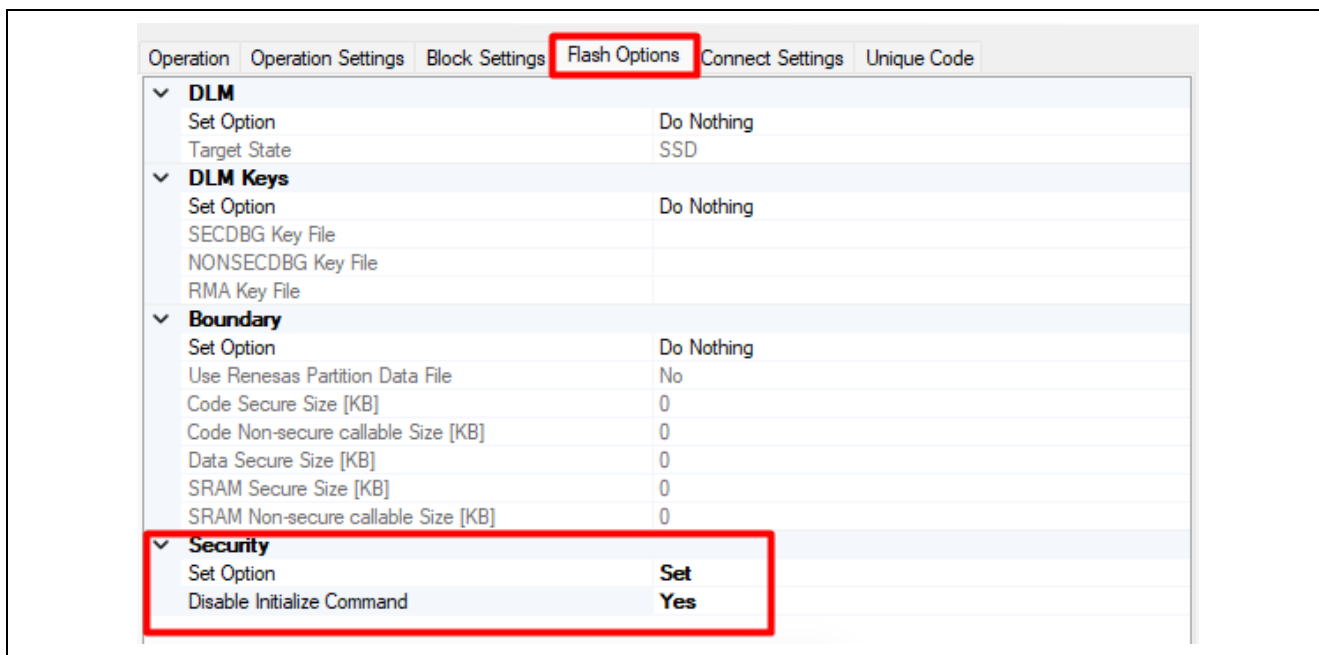 Operation Operation Settings Block Settings Flash Options Connect Settings Unique Code
DLM
Set Option Do Nothing
Target State SSD
DLM Keys
Set Option Do Nothing
SECDBG Key File
NONSECDBG Key File
RMA Key File
Boundary
Set Option Do Nothing
Use Renesas Partition Data File No
Code Secure Size [KB] 0
Code Non-secure callable Size [KB] 0
Data Secure Size [KB] 0
SRAM Secure Size [KB] 0
SRAM Non-secure callable Size [KB] 0
Security
Set Option Set
Disable Initialize Command Yes